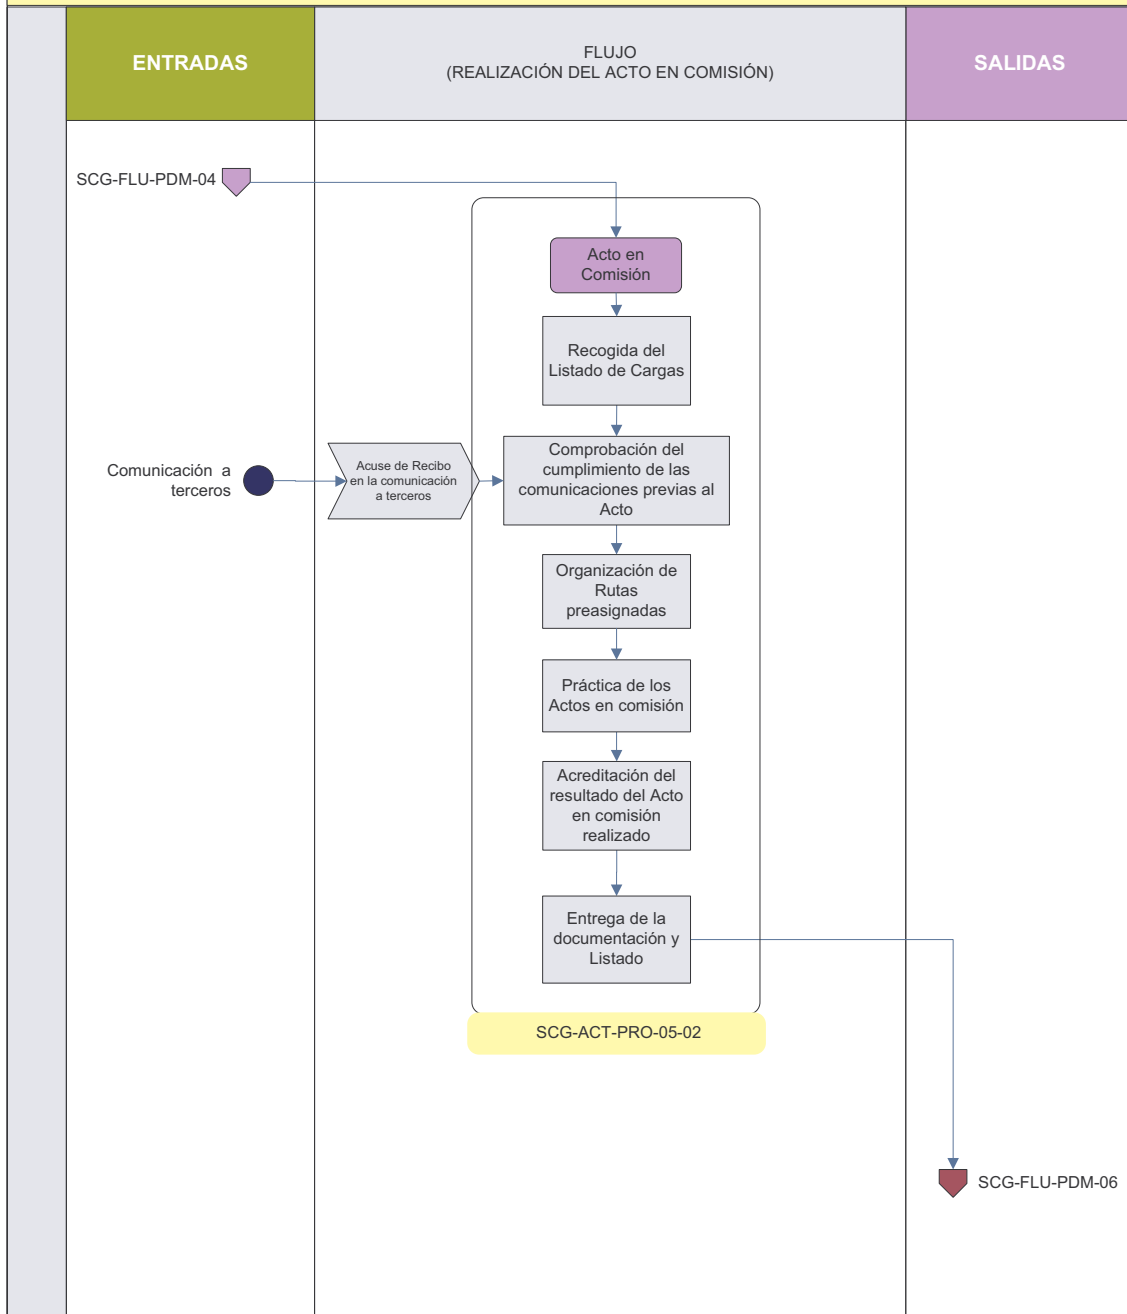 ENTRADAS
FLUJO
(REALIZACIÓN DEL ACTO EN COMISIÓN)
SALIDAS
SCG-FLU-PDM-04
Acto en
Comisión
Recogida del
Listado de Cargas
Comunicación a
terceros
Acuse de Recibo
en la comunicación
a terceros
Comprobación del
cumplimiento de las
comunicaciones previas al
Acto
Organización de
Rutas
preasignadas
Práctica de los
Actos en comisión
Acreditación del
resultado del Acto
en comisión
realizado
Entrega de la
documentación y
Listado
SCG-ACT-PRO-05-02
SCG-FLU-PDM-06